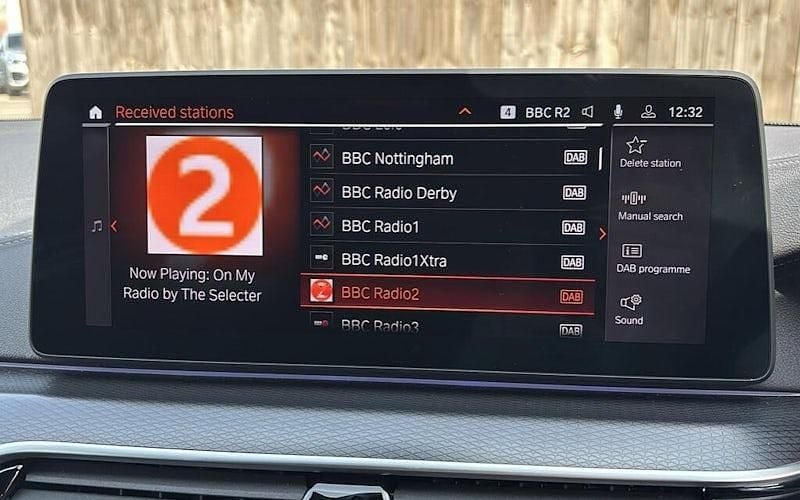 Received stations
4 BBC R2 12:32
2
Now Playing: On My
Radio by The Selecter
BBC Nottingham DAB
BBC Radio Derby DAB
BBC Radio1 DAB
BBC Radio1Xtra DAB
2 BBC Radio2 DAB
BBC Radio3 DAB
Delete station
Manual search
DAB programme
Sound